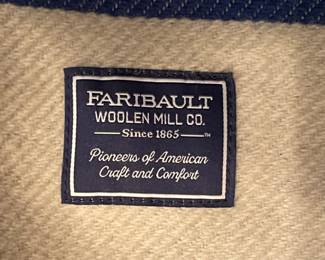 FARIBAULT
WOOLEN MILL CO.
Since 1865 ™
Pioneers of American
Craft and Comfort